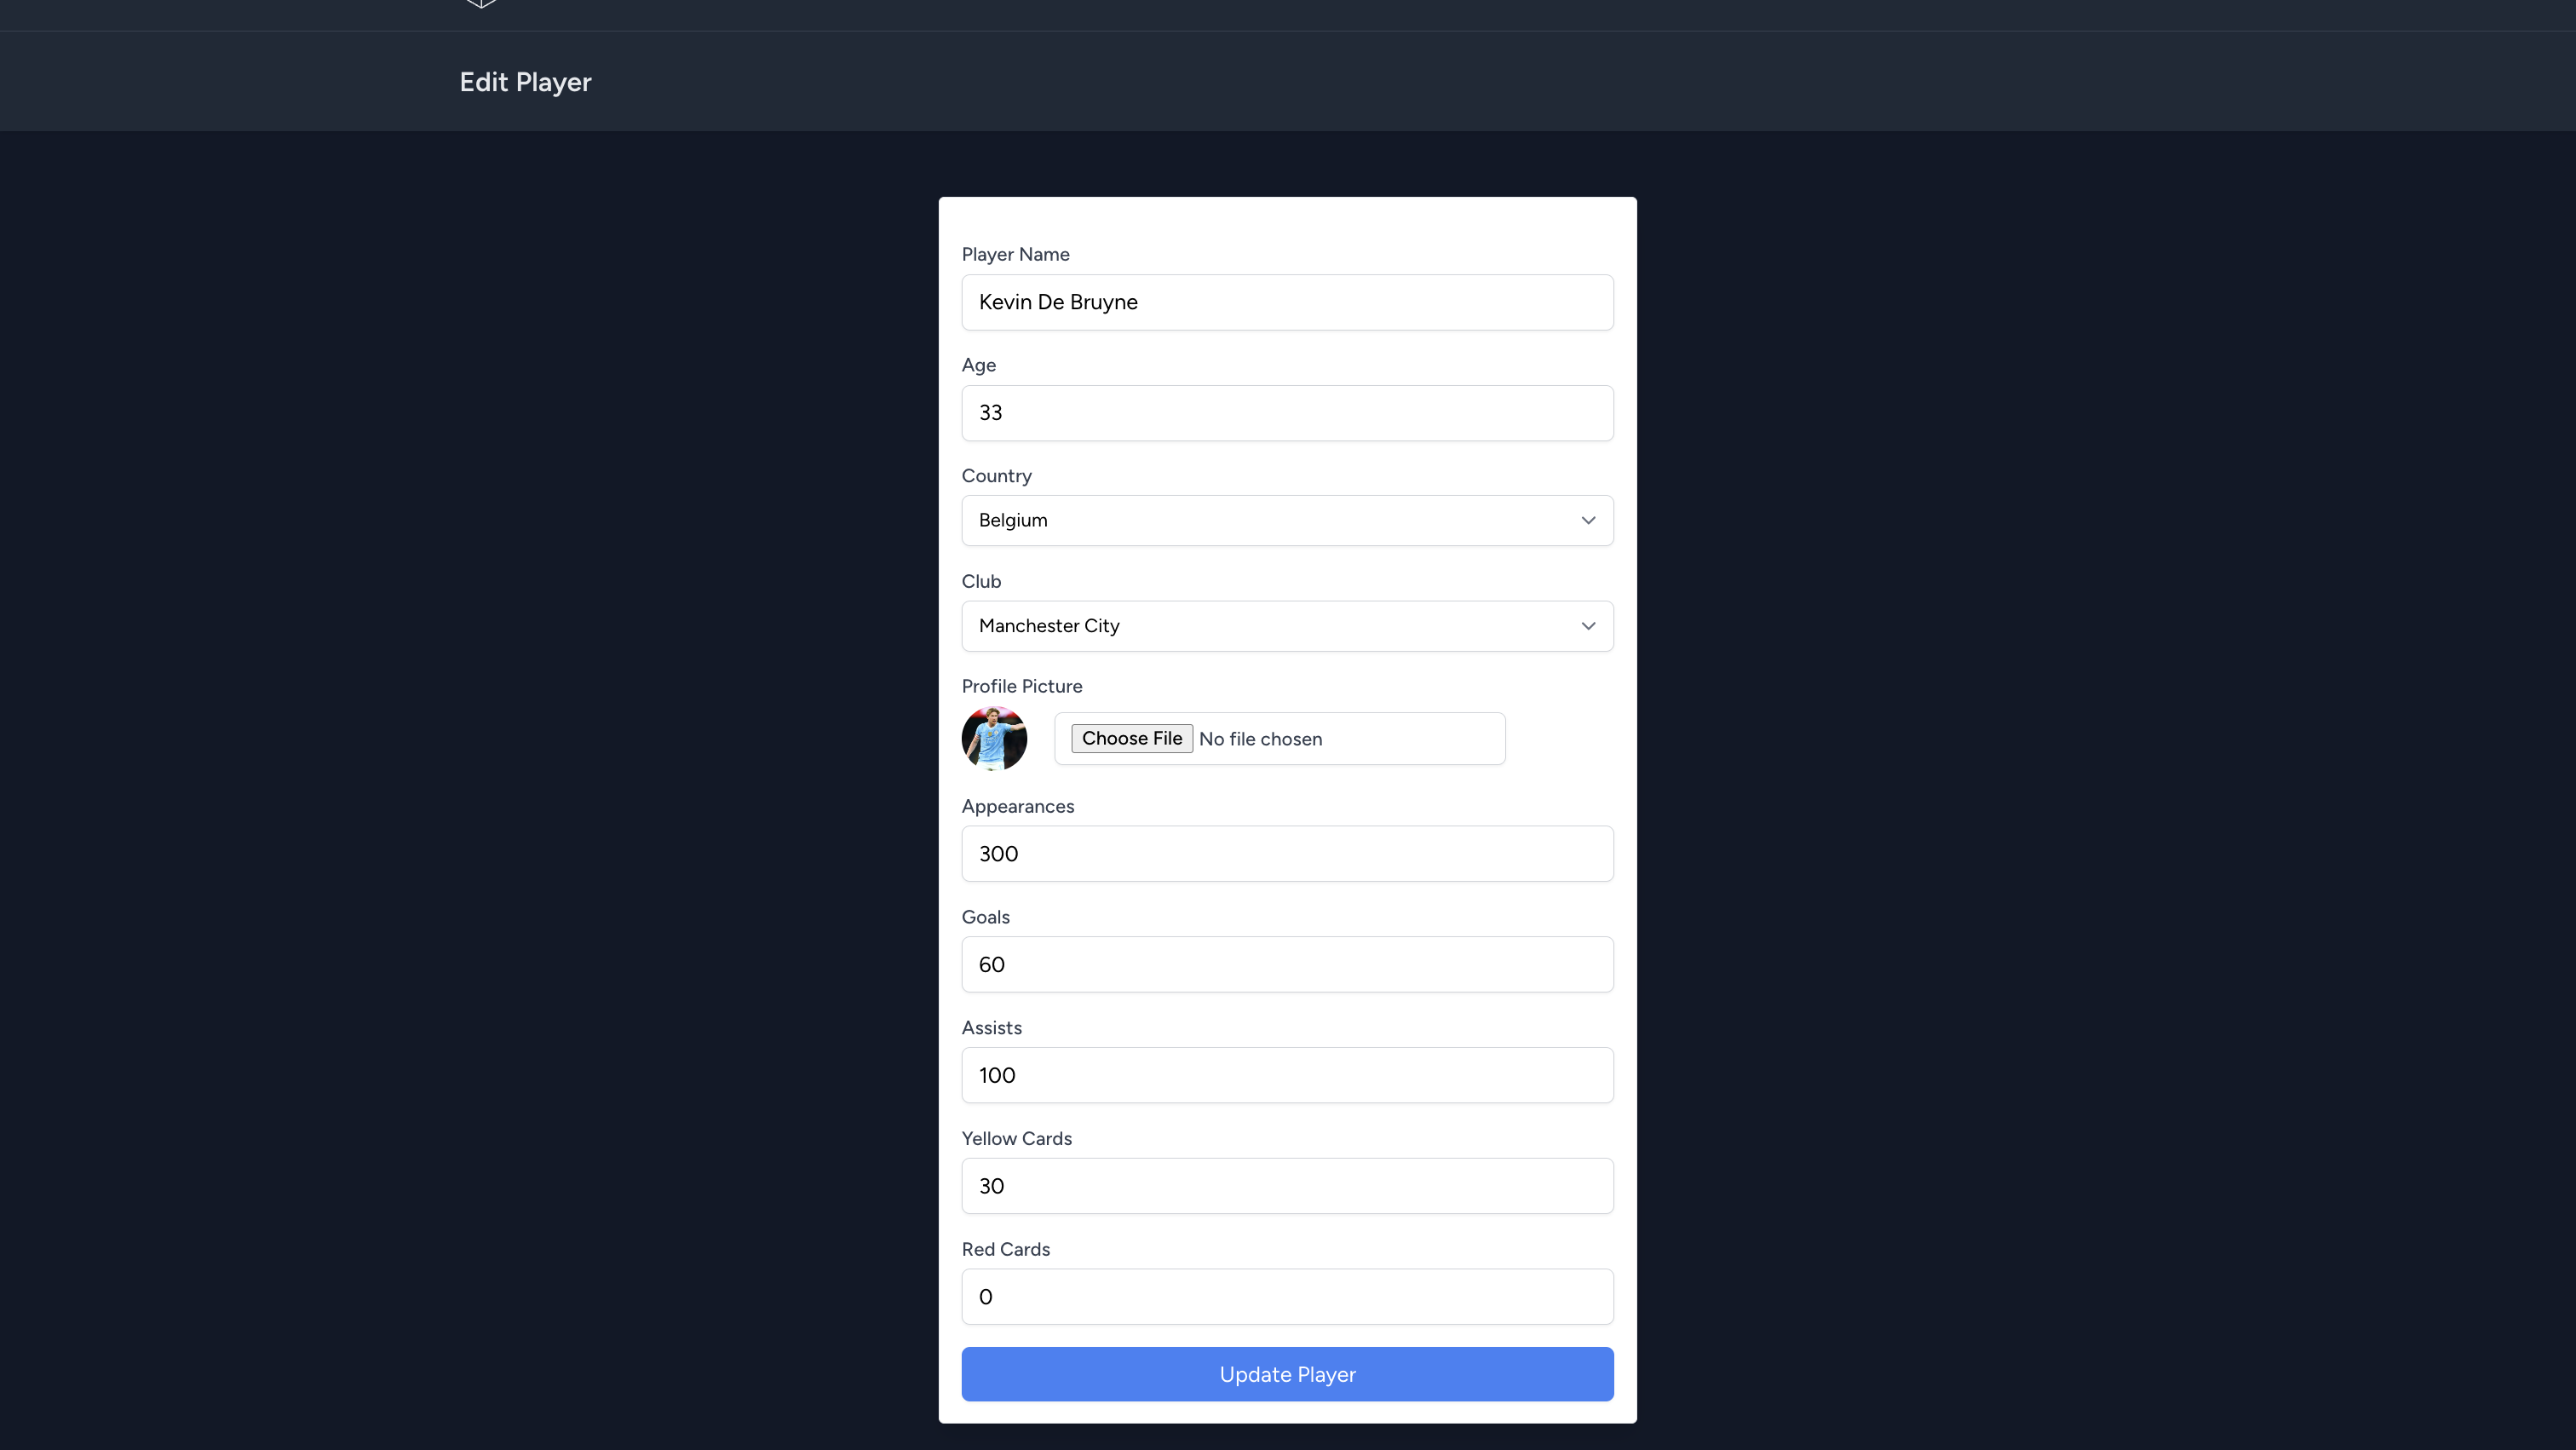 Edit Player
Player Name
Kevin De Bruyne
Age
33
Country
Belgium
Club
Manchester City
Profile Picture
Choose File No file chosen
Appearances
300
Goals
60
Assists
100
Yellow Cards
30
Red Cards
0
Update Player